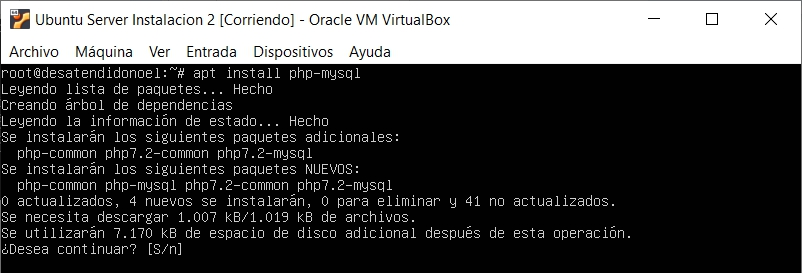 Ubuntu Server Instalacion 2 [Corriendo] - Oracle VM VirtualBox
Archivo Máquina Ver Entrada Dispositivos Ayuda
root@desatendidonoel:~# apt install php-mysql
Leyendo lista de paquetes... Hecho
Creando árbol de dependencias
Leyendo la información de estado... Hecho
Se instalarán los siguientes paquetes adicionales:
  php-common php7.2-common php7.2-mysql
Se instalarán los siguientes paquetes NUEVOS:
  php-common php-mysql php7.2-common php7.2-mysql
0 actualizados, 4 nuevos se instalarán, 0 para eliminar y 41 no actualizados.
Se necesita descargar 1.007 kB/1.019 kB de archivos.
Se utilizarán 7.170 kB de espacio de disco adicional después de esta operación.
¿Desea continuar? [S/n]